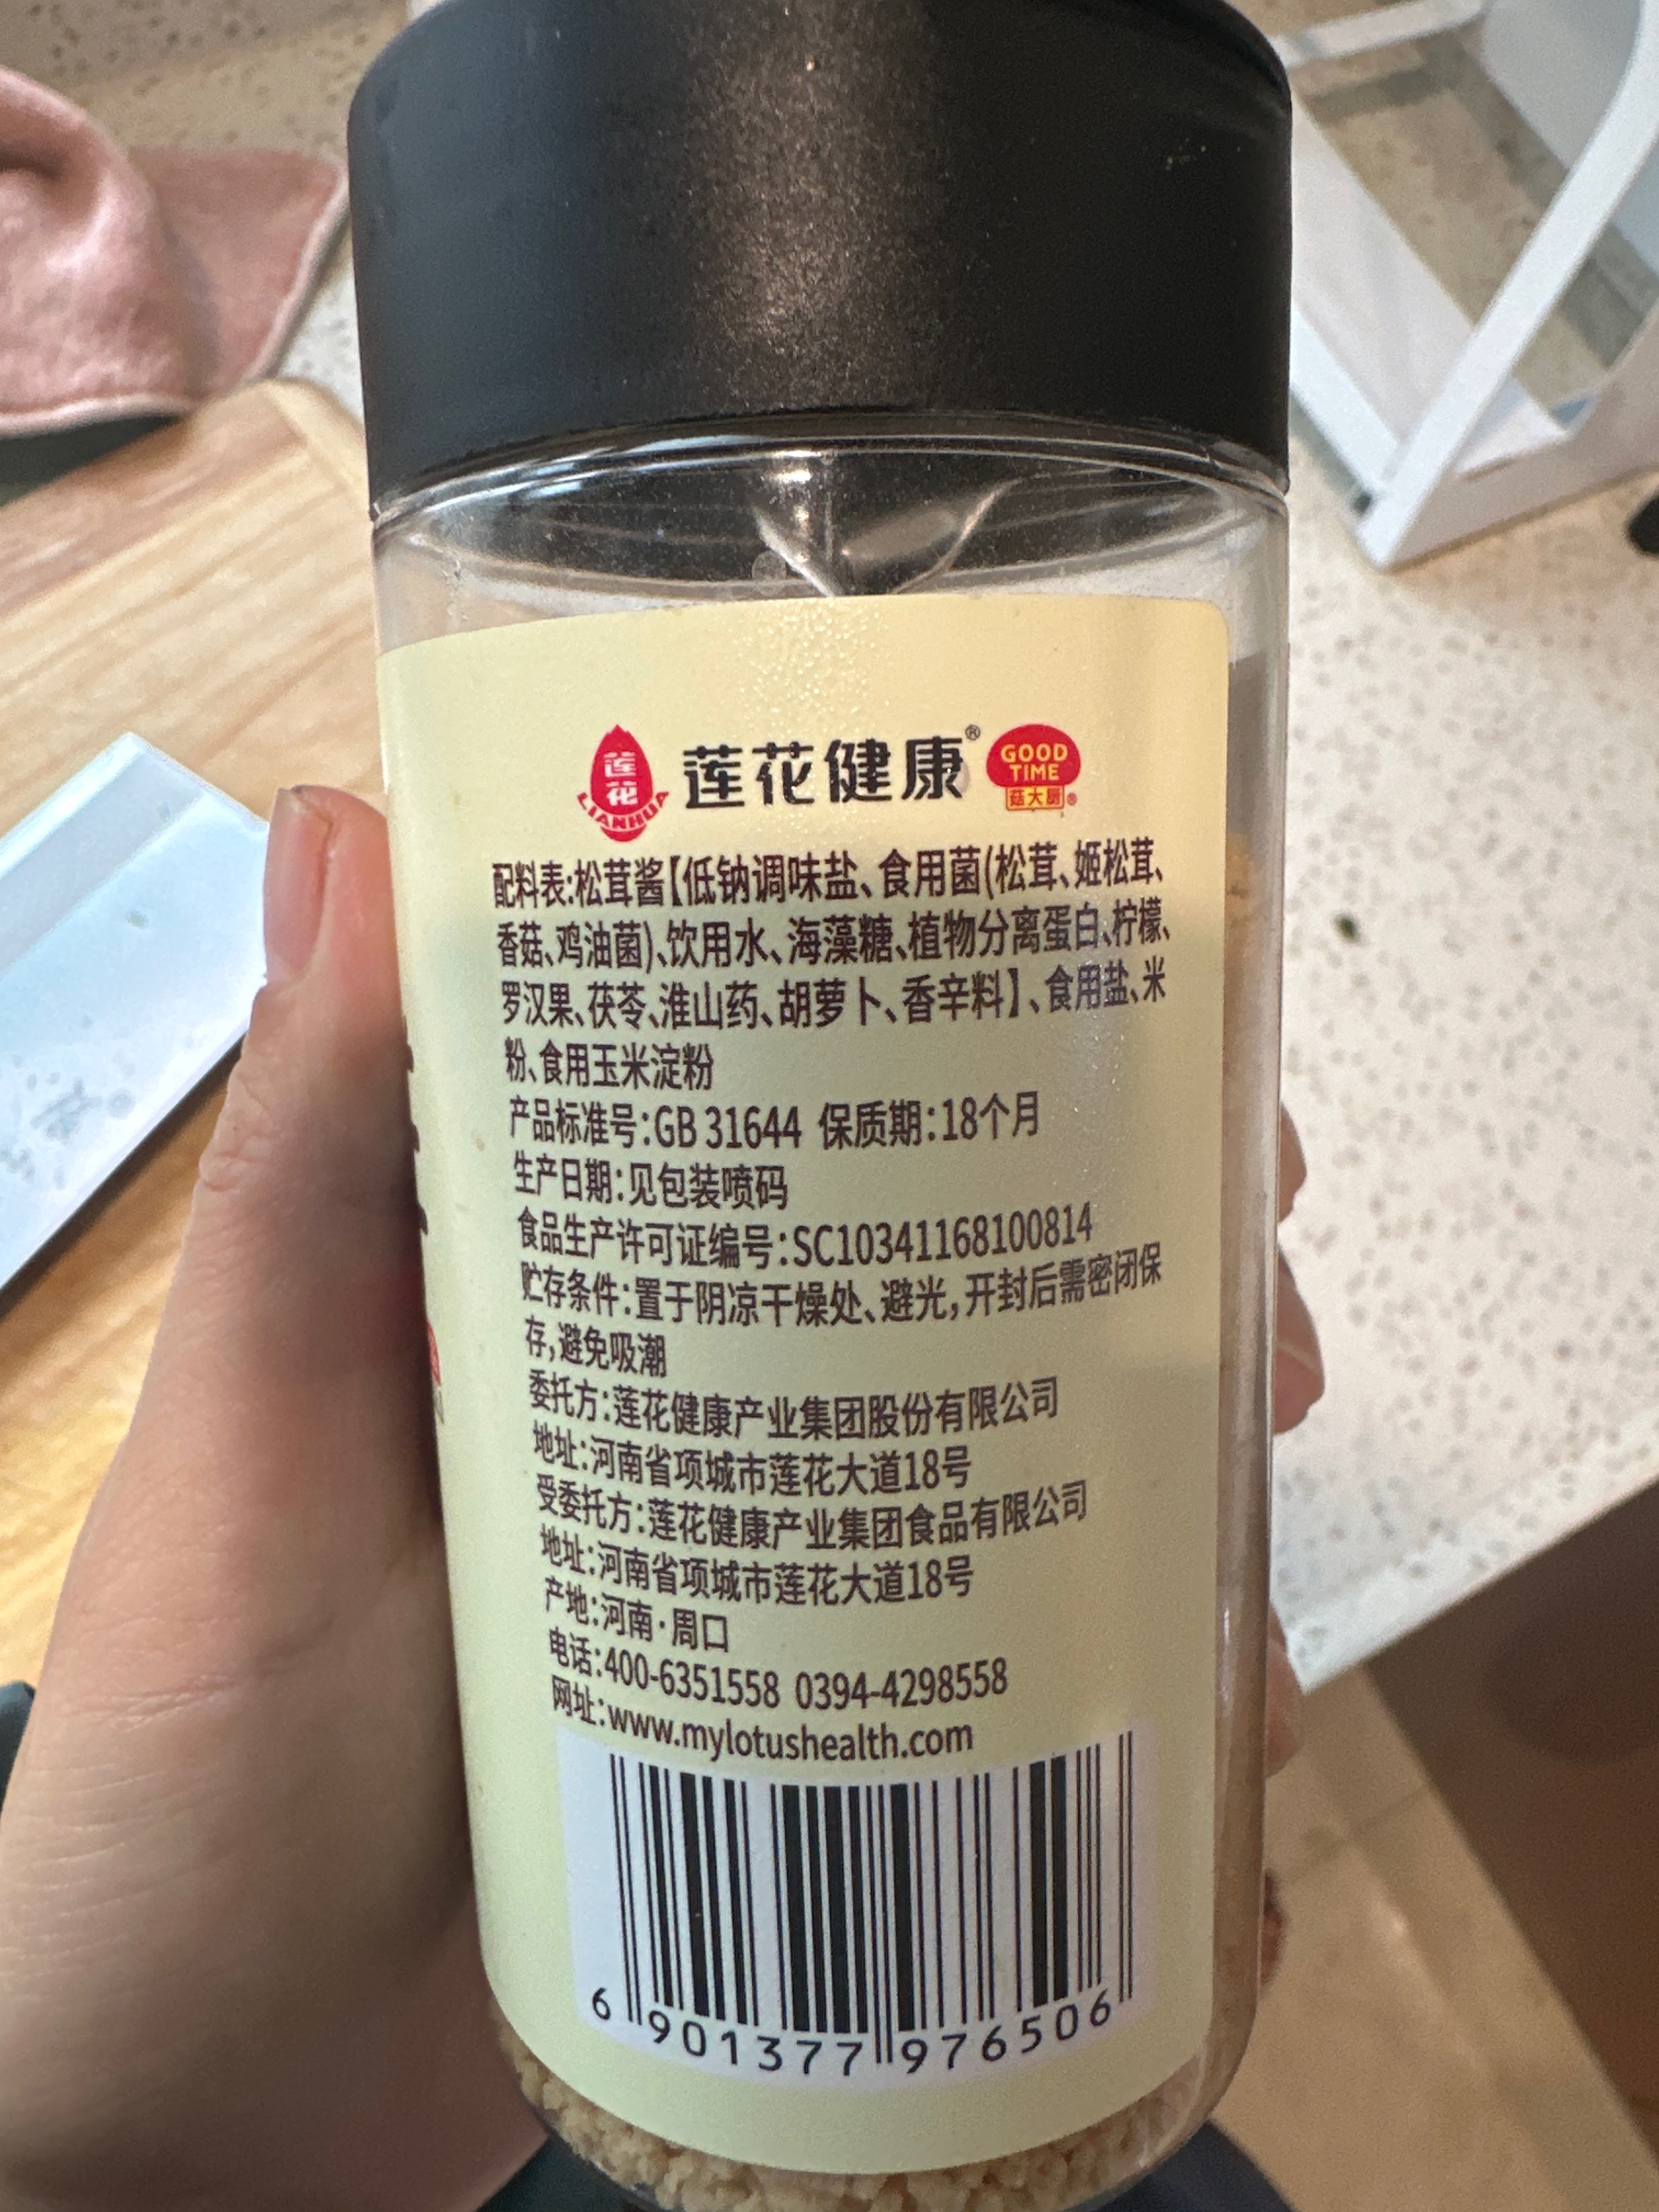 莲花
LIANHUA
莲花健康®
GOOD
TIME
菇大厨®
配料表:松茸酱【低钠调味盐、食用菌(松茸、姬松茸、
香菇、鸡油菌)、饮用水、海藻糖、植物分离蛋白、柠檬、
罗汉果、茯苓、淮山药、胡萝卜、香辛料】、食用盐、米
粉、食用玉米淀粉
产品标准号:GB 31644 保质期:18个月
生产日期:见包装喷码
食品生产许可证编号:SC10341168100814
贮存条件:置于阴凉干燥处、避光,开封后需密闭保
存,避免吸潮
委托方:莲花健康产业集团股份有限公司
地址:河南省项城市莲花大道18号
受委托方:莲花健康产业集团食品有限公司
地址:河南省项城市莲花大道18号
产地:河南·周口
电话:400-6351558 0394-4298558
网址:www.mylotushealth.com
6 901377 976506